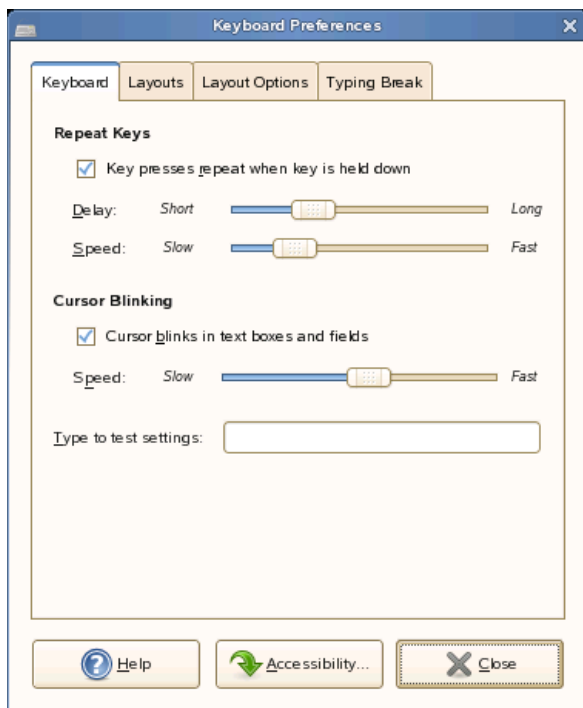 Keyboard Preferences
Keyboard Layouts Layout Options Typing Break
Repeat Keys
Key presses repeat when key is held down
Delay: Short Long
Speed: Slow Fast
Cursor Blinking
Cursor blinks in text boxes and fields
Speed: Slow Fast
Type to test settings:
Help Accessibility... Close